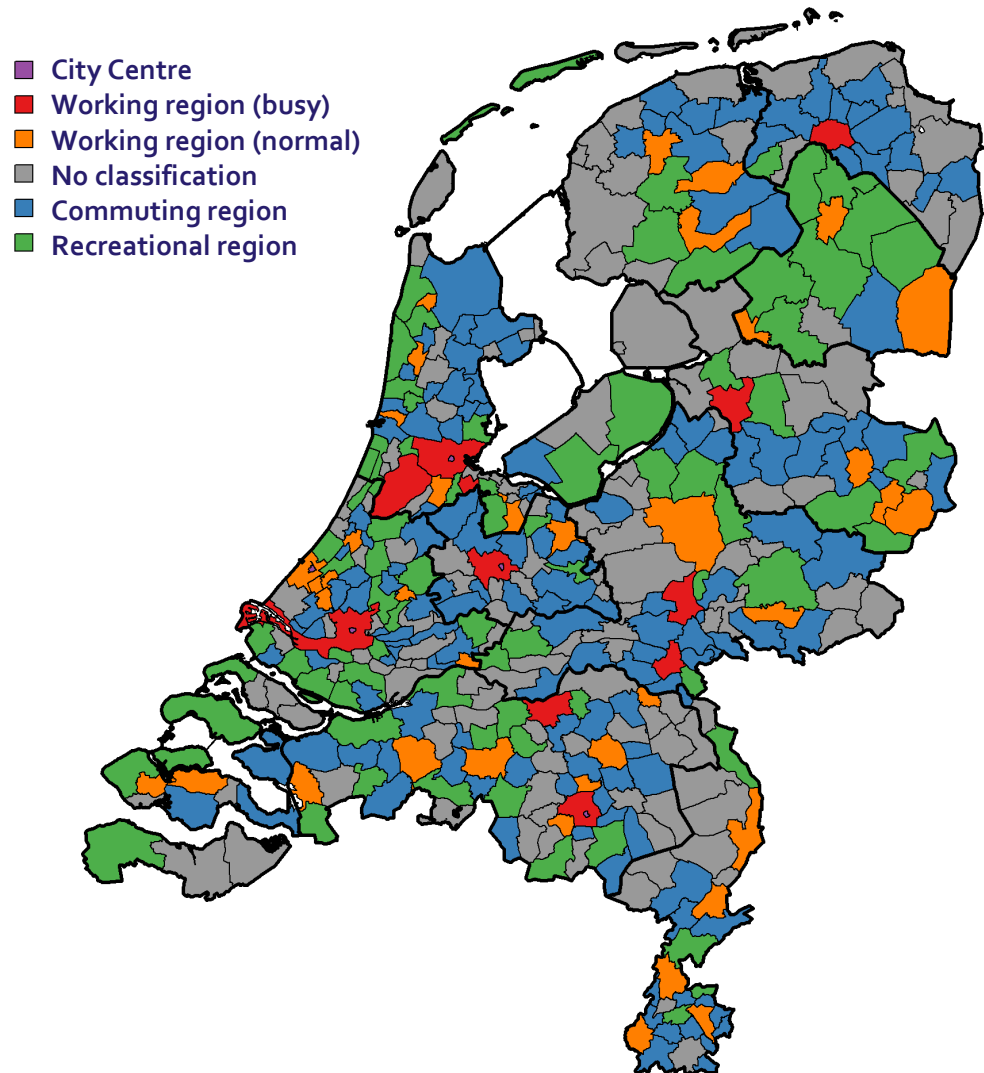 City Centre
Working region (busy)
Working region (normal)
No classification
Commuting region
Recreational region